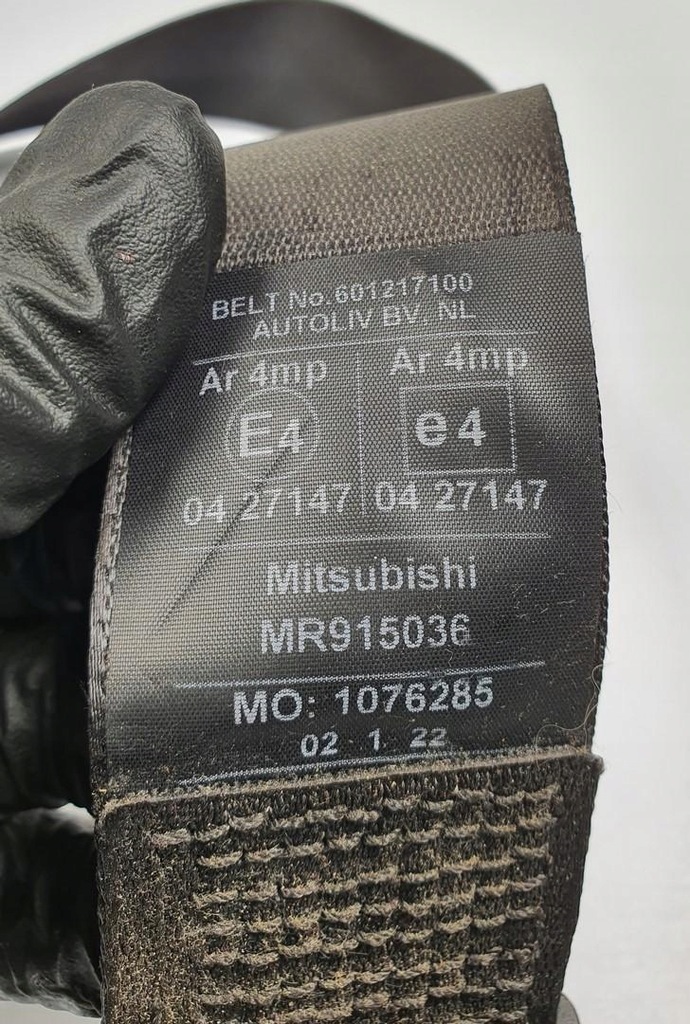 BELT No.601217100
AUTOLIV BV NL
Ar 4mp Ar 4mp
E4 e4
04 27147 04 27147
Mitsubishi
MR915036
MO: 1076285
02 1 22